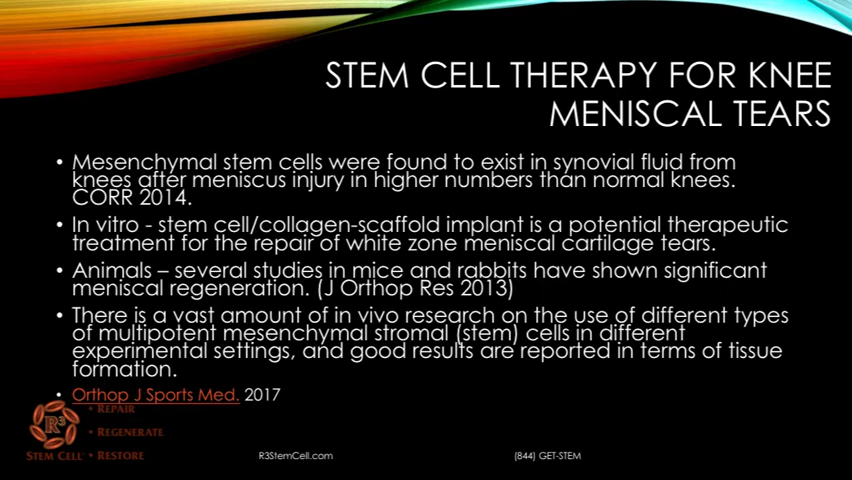 STEM CELL THERAPY FOR KNEE
MENISCAL TEARS
• Mesenchymal stem cells were found to exist in synovial fluid from
knees after meniscus injury in higher numbers than normal knees.
CORR 2014.
• In vitro - stem cell/collagen-scaffold implant is a potential therapeutic
treatment for the repair of white zone meniscal cartilage tears.
• Animals – several studies in mice and rabbits have shown significant
meniscal regeneration. (J Orthop Res 2013)
• There is a vast amount of in vivo research on the use of different types
of multipotent mesenchymal stromal (stem) cells in different
experimental settings, and good results are reported in terms of tissue
formation.
• Orthop J Sports Med. 2017
R³
STEM CELL
• REPAIR
• REGENERATE
• RESTORE
R3StemCell.com
(844) GET-STEM